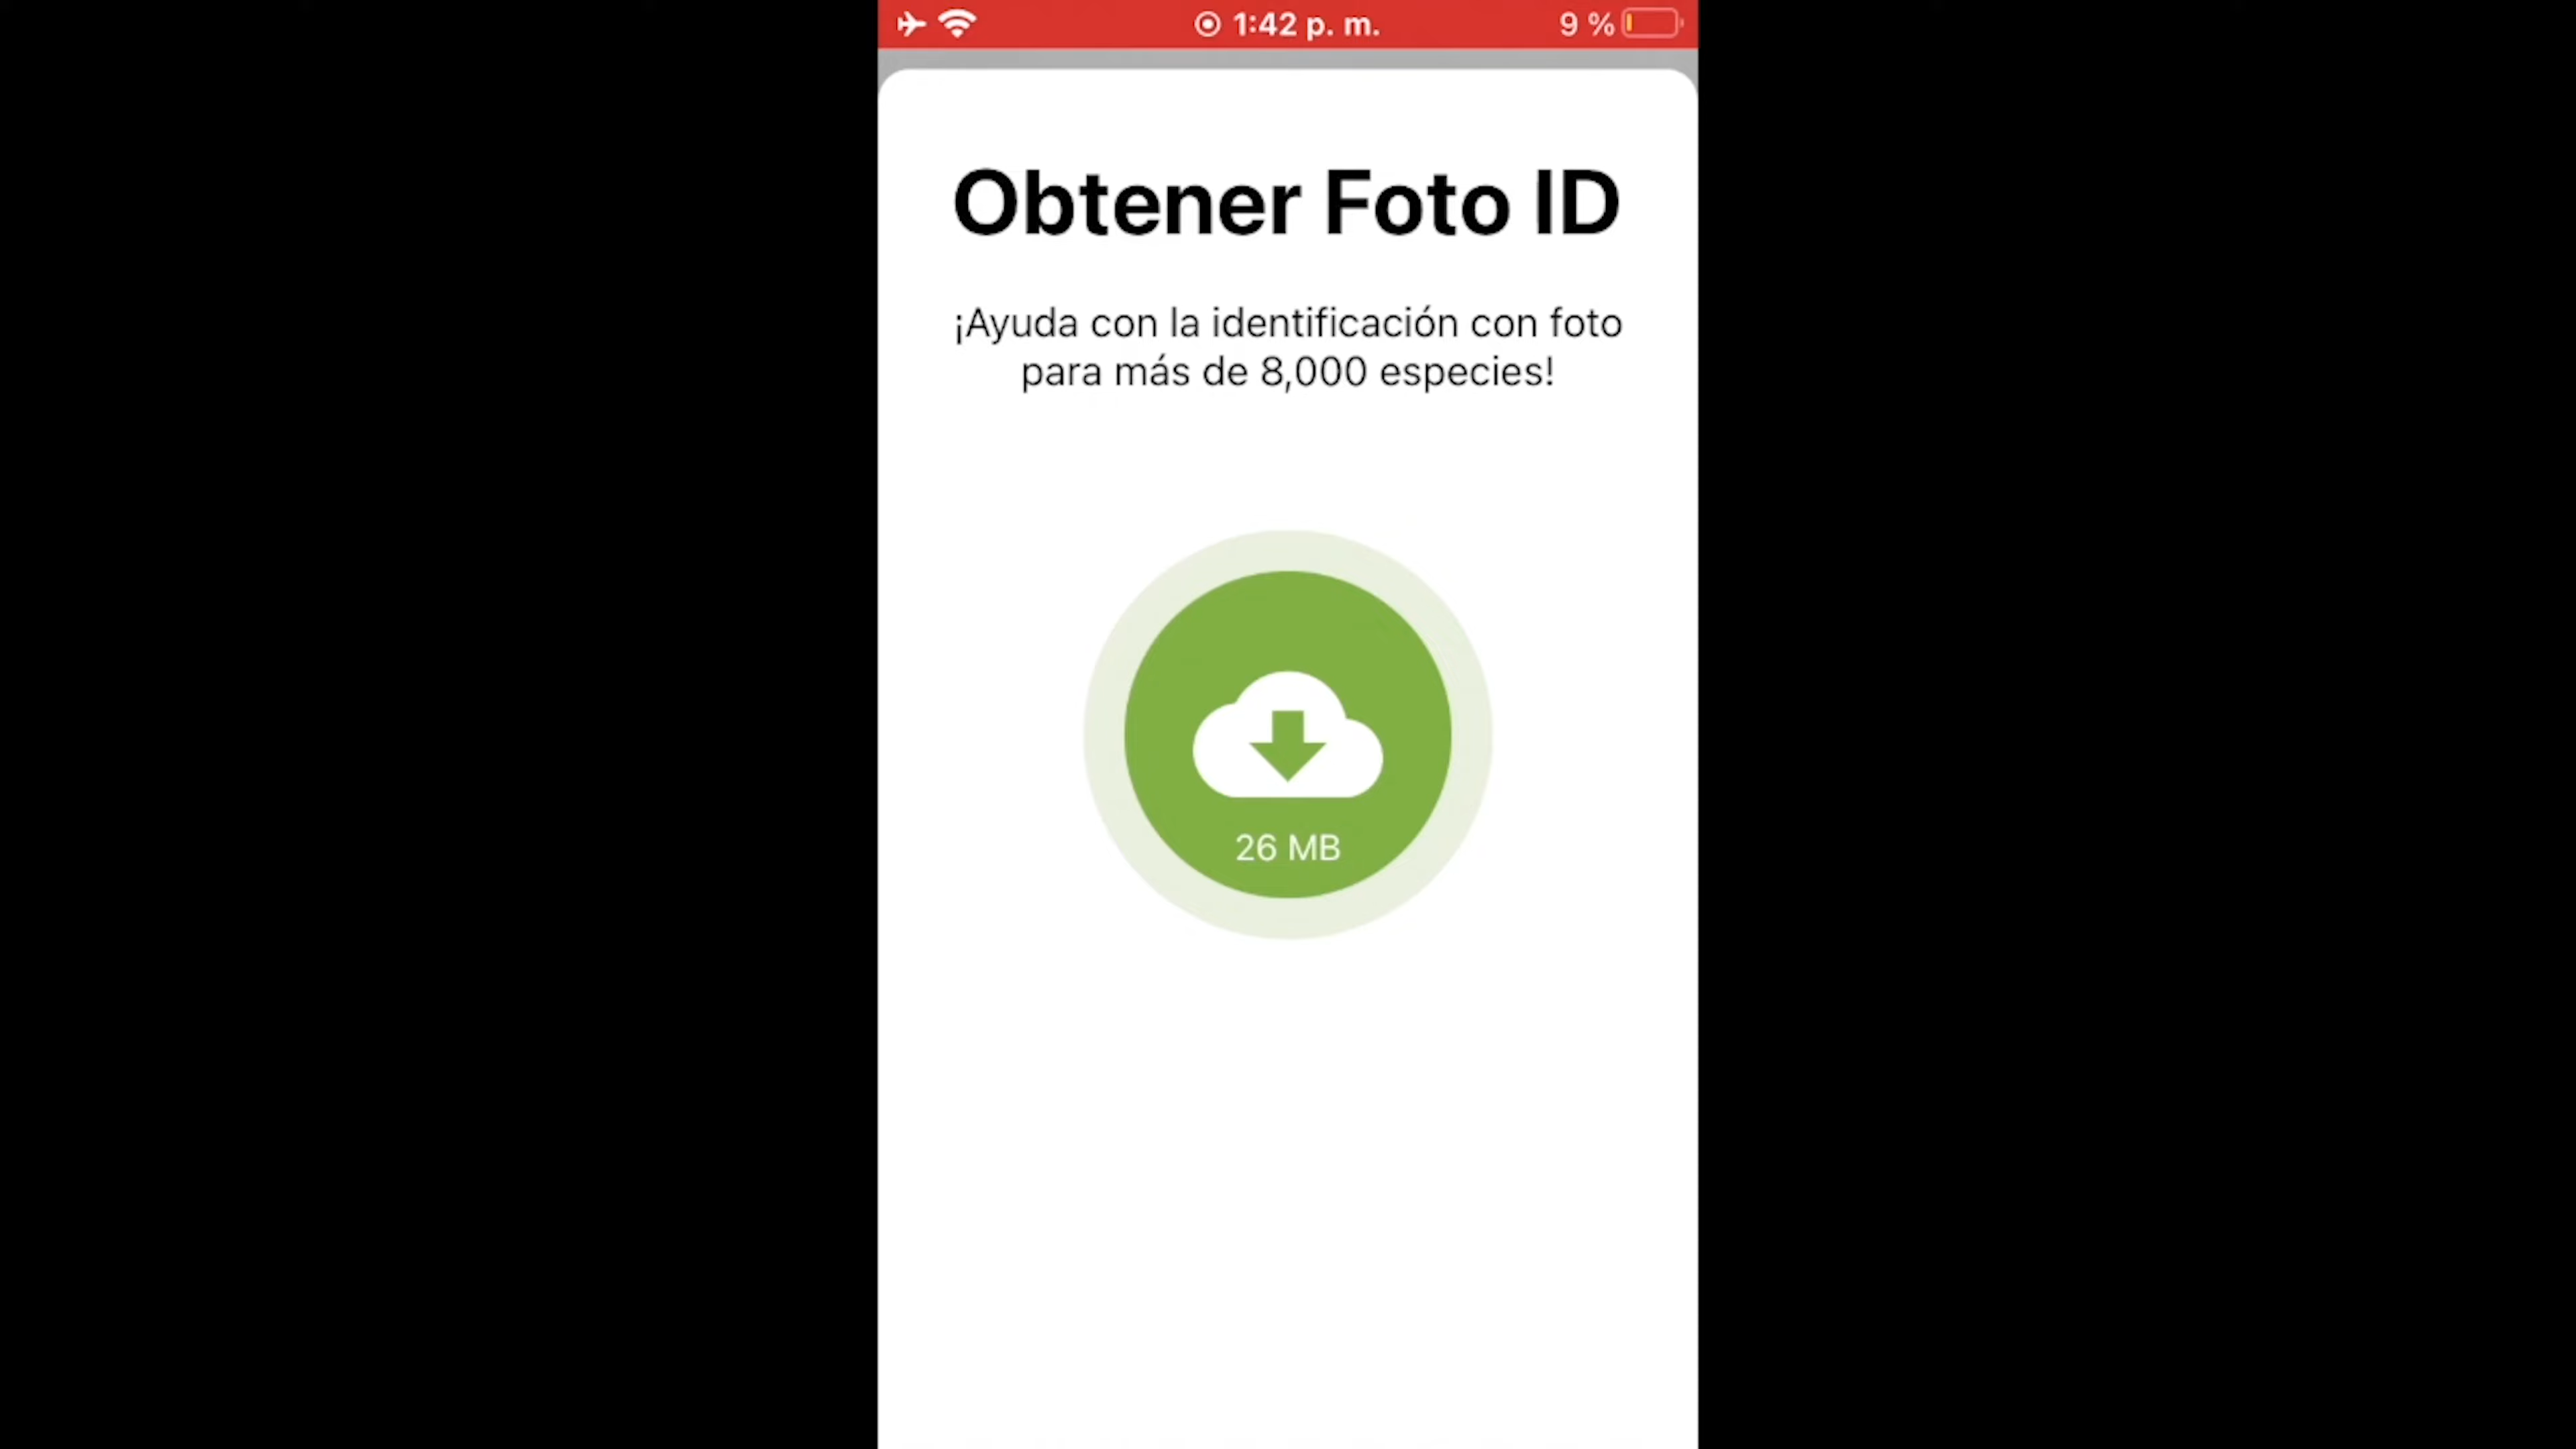 1:42 p. m.
9 %
Obtener Foto ID
¡Ayuda con la identificación con foto
para más de 8,000 especies!
26 MB